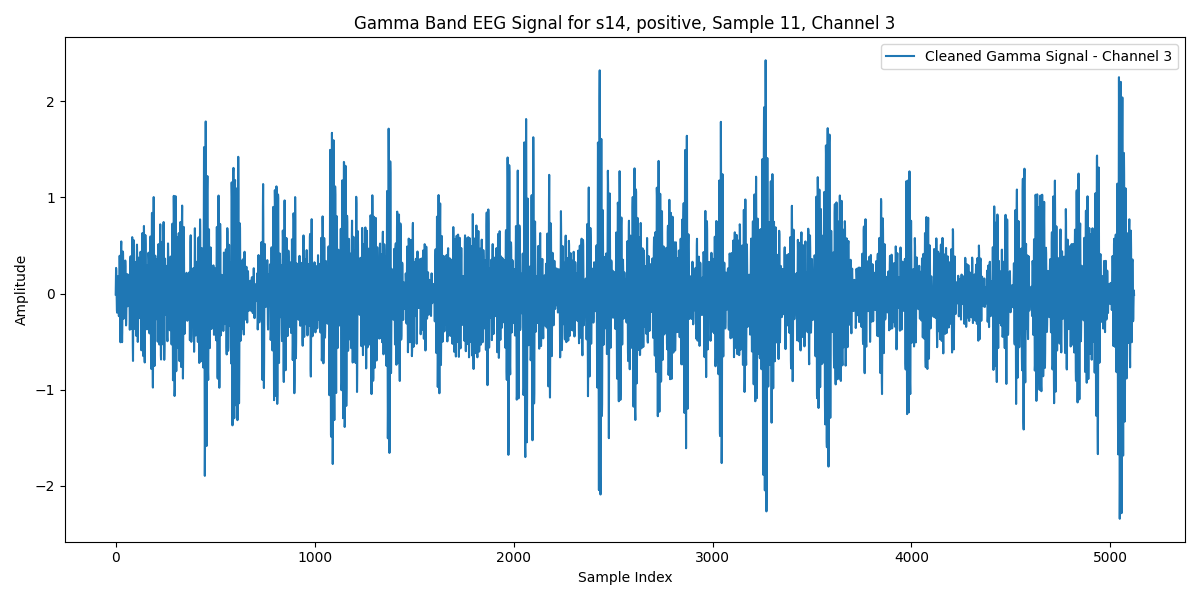 Gamma Band EEG Signal for s14, positive, Sample 11, Channel 3
Cleaned Gamma Signal - Channel 3
Amplitude
2
1
0
−1
−2
0 1000 2000 3000 4000 5000
Sample Index